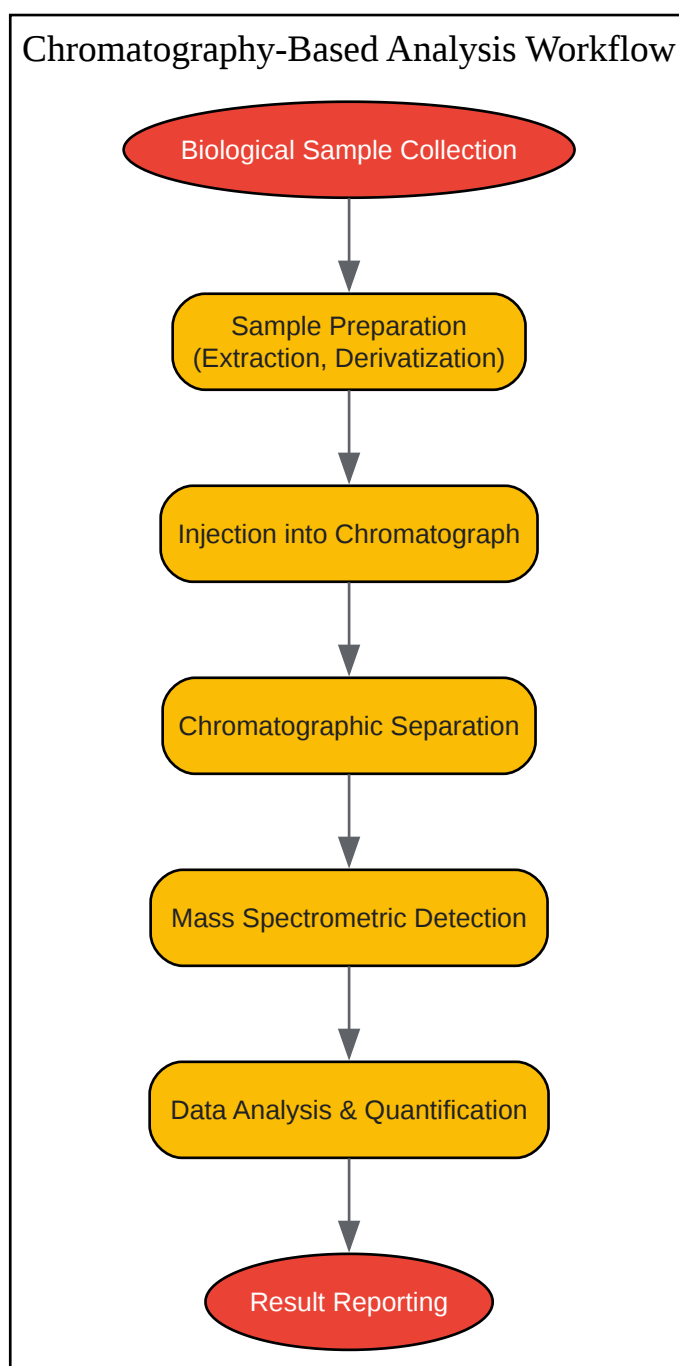 Chromatography-Based Analysis Workflow
Biological Sample Collection
Sample Preparation
(Extraction, Derivatization)
Injection into Chromatograph
Chromatographic Separation
Mass Spectrometric Detection
Data Analysis & Quantification
Result Reporting